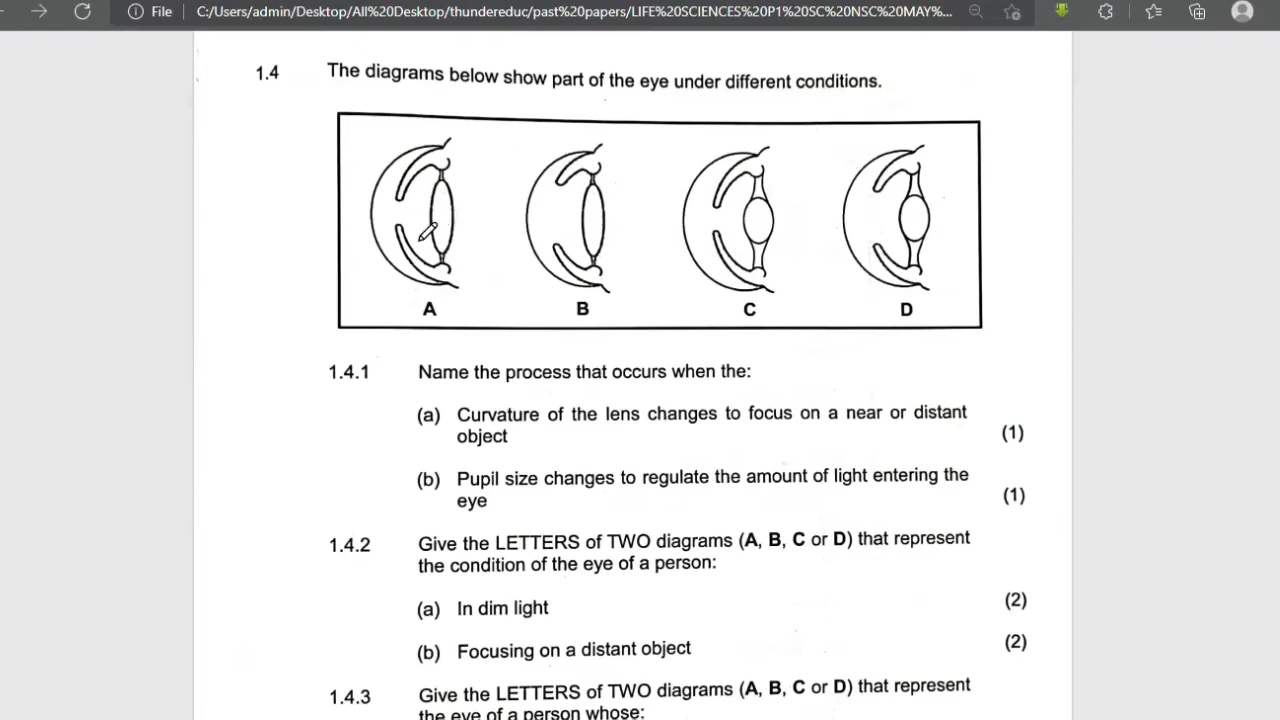 File
C:/Users/admin/Desktop/All%20Desktop/thundereduc/past%20papers/LIFE%20SCIENCES%20P1%20SC%20NSC%20MAY%...
1.4 The diagrams below show part of the eye under different conditions.
A B C D
1.4.1 Name the process that occurs when the:
(a) Curvature of the lens changes to focus on a near or distant
object (1)
(b) Pupil size changes to regulate the amount of light entering the
eye (1)
1.4.2 Give the LETTERS of TWO diagrams (A, B, C or D) that represent
the condition of the eye of a person:
(a) In dim light (2)
(b) Focusing on a distant object (2)
1.4.3 Give the LETTERS of TWO diagrams (A, B, C or D) that represent
the eye of a person whose: